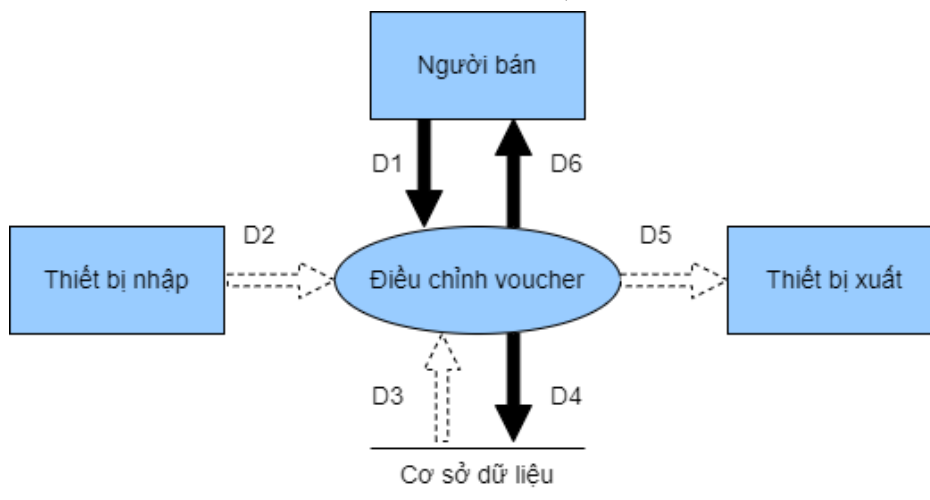 Người bán
D1
D6
D2
D5
Thiết bị nhập
Điều chỉnh voucher
Thiết bị xuất
D3
D4
Cơ sở dữ liệu